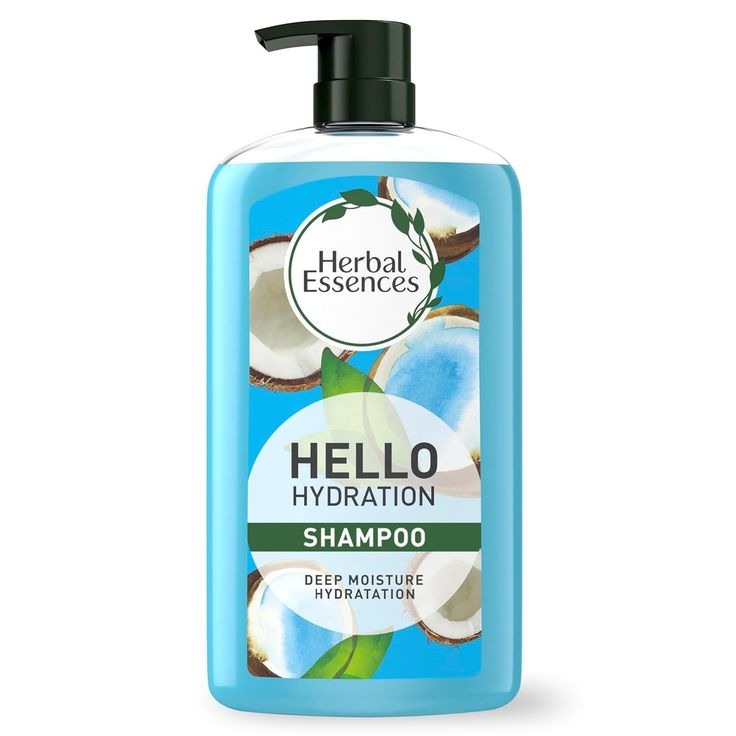 Herbal
Essences
HELLO
HYDRATION
SHAMPOO
DEEP MOISTURE
HYDRATATION